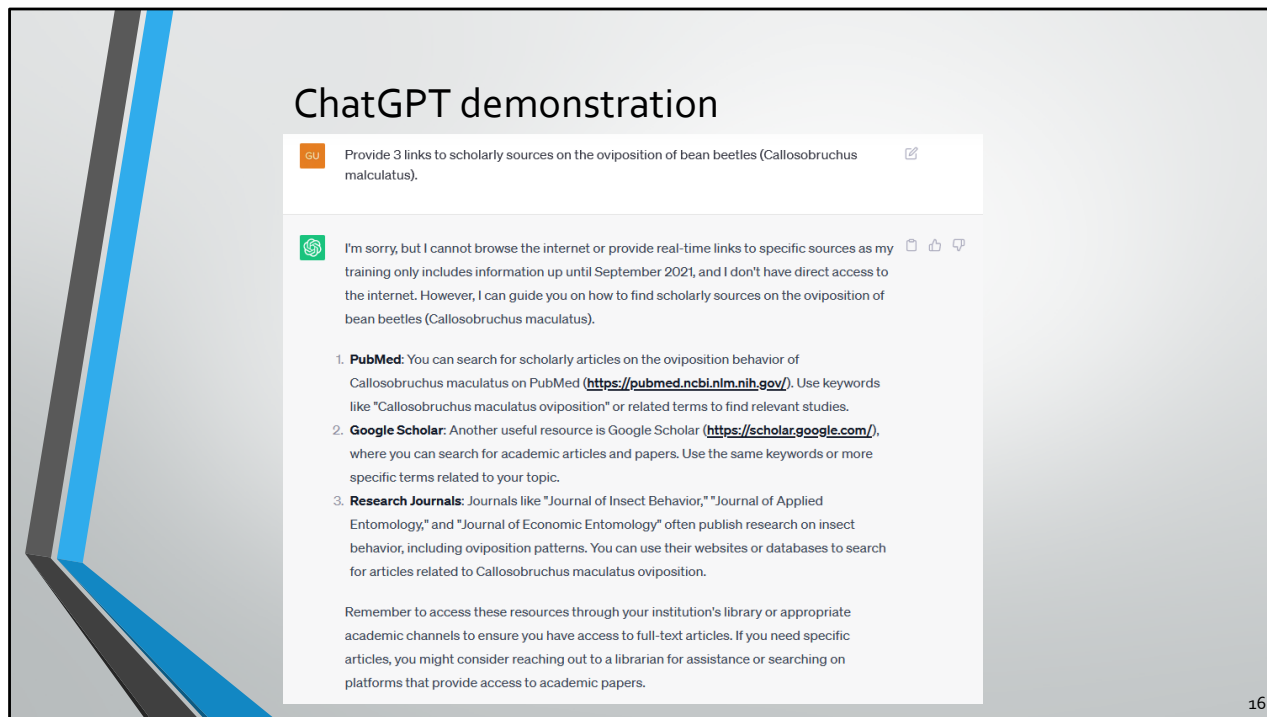 ChatGPT demonstration
GU
Provide 3 links to scholarly sources on the oviposition of bean beetles (Callosobruchus
malculatus).
I'm sorry, but I cannot browse the internet or provide real-time links to specific sources as my
training only includes information up until September 2021, and I don't have direct access to
the internet. However, I can guide you on how to find scholarly sources on the oviposition of
bean beetles (Callosobruchus maculatus).
1. PubMed: You can search for scholarly articles on the oviposition behavior of
Callosobruchus maculatus on PubMed (https://pubmed.ncbi.nlm.nih.gov/). Use keywords
like "Callosobruchus maculatus oviposition" or related terms to find relevant studies.
2. Google Scholar: Another useful resource is Google Scholar (https://scholar.google.com/),
where you can search for academic articles and papers. Use the same keywords or more
specific terms related to your topic.
3. Research Journals: Journals like "Journal of Insect Behavior," "Journal of Applied
Entomology," and "Journal of Economic Entomology" often publish research on insect
behavior, including oviposition patterns. You can use their websites or databases to search
for articles related to Callosobruchus maculatus oviposition.
Remember to access these resources through your institution's library or appropriate
academic channels to ensure you have access to full-text articles. If you need specific
articles, you might consider reaching out to a librarian for assistance or searching on
platforms that provide access to academic papers.
16